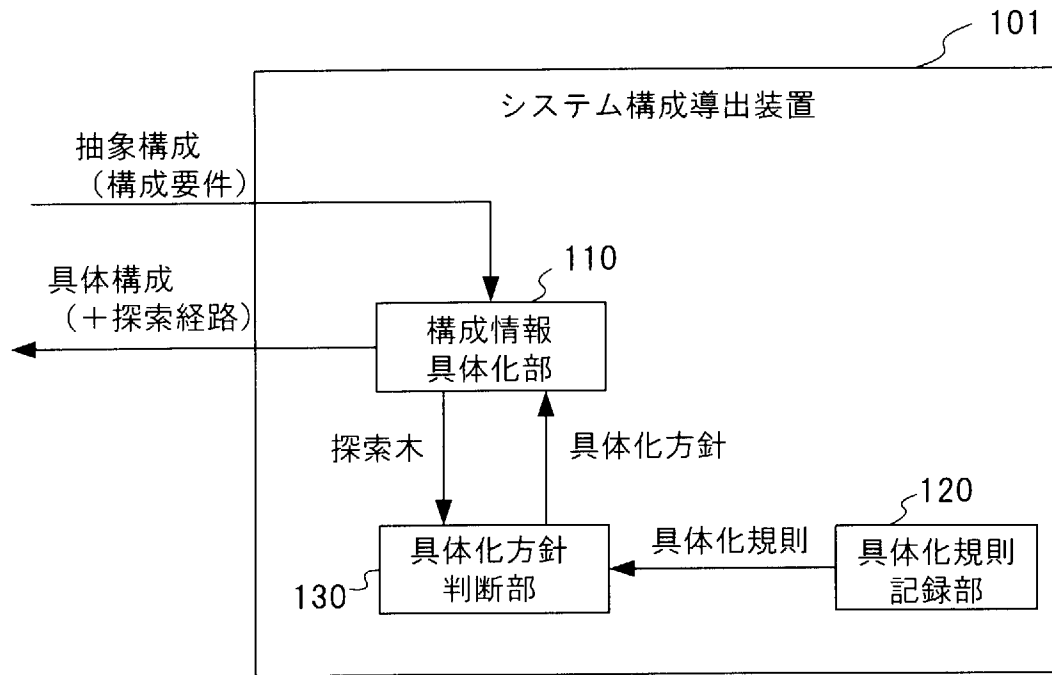 101
システム構成導出装置
抽象構成
（構成要件）
110
具体構成
（＋探索経路）
構成情報
具体化部
探索木
具体化方針
120
具体化規則
具体化方針
判断部
130
具体化規則
記録部